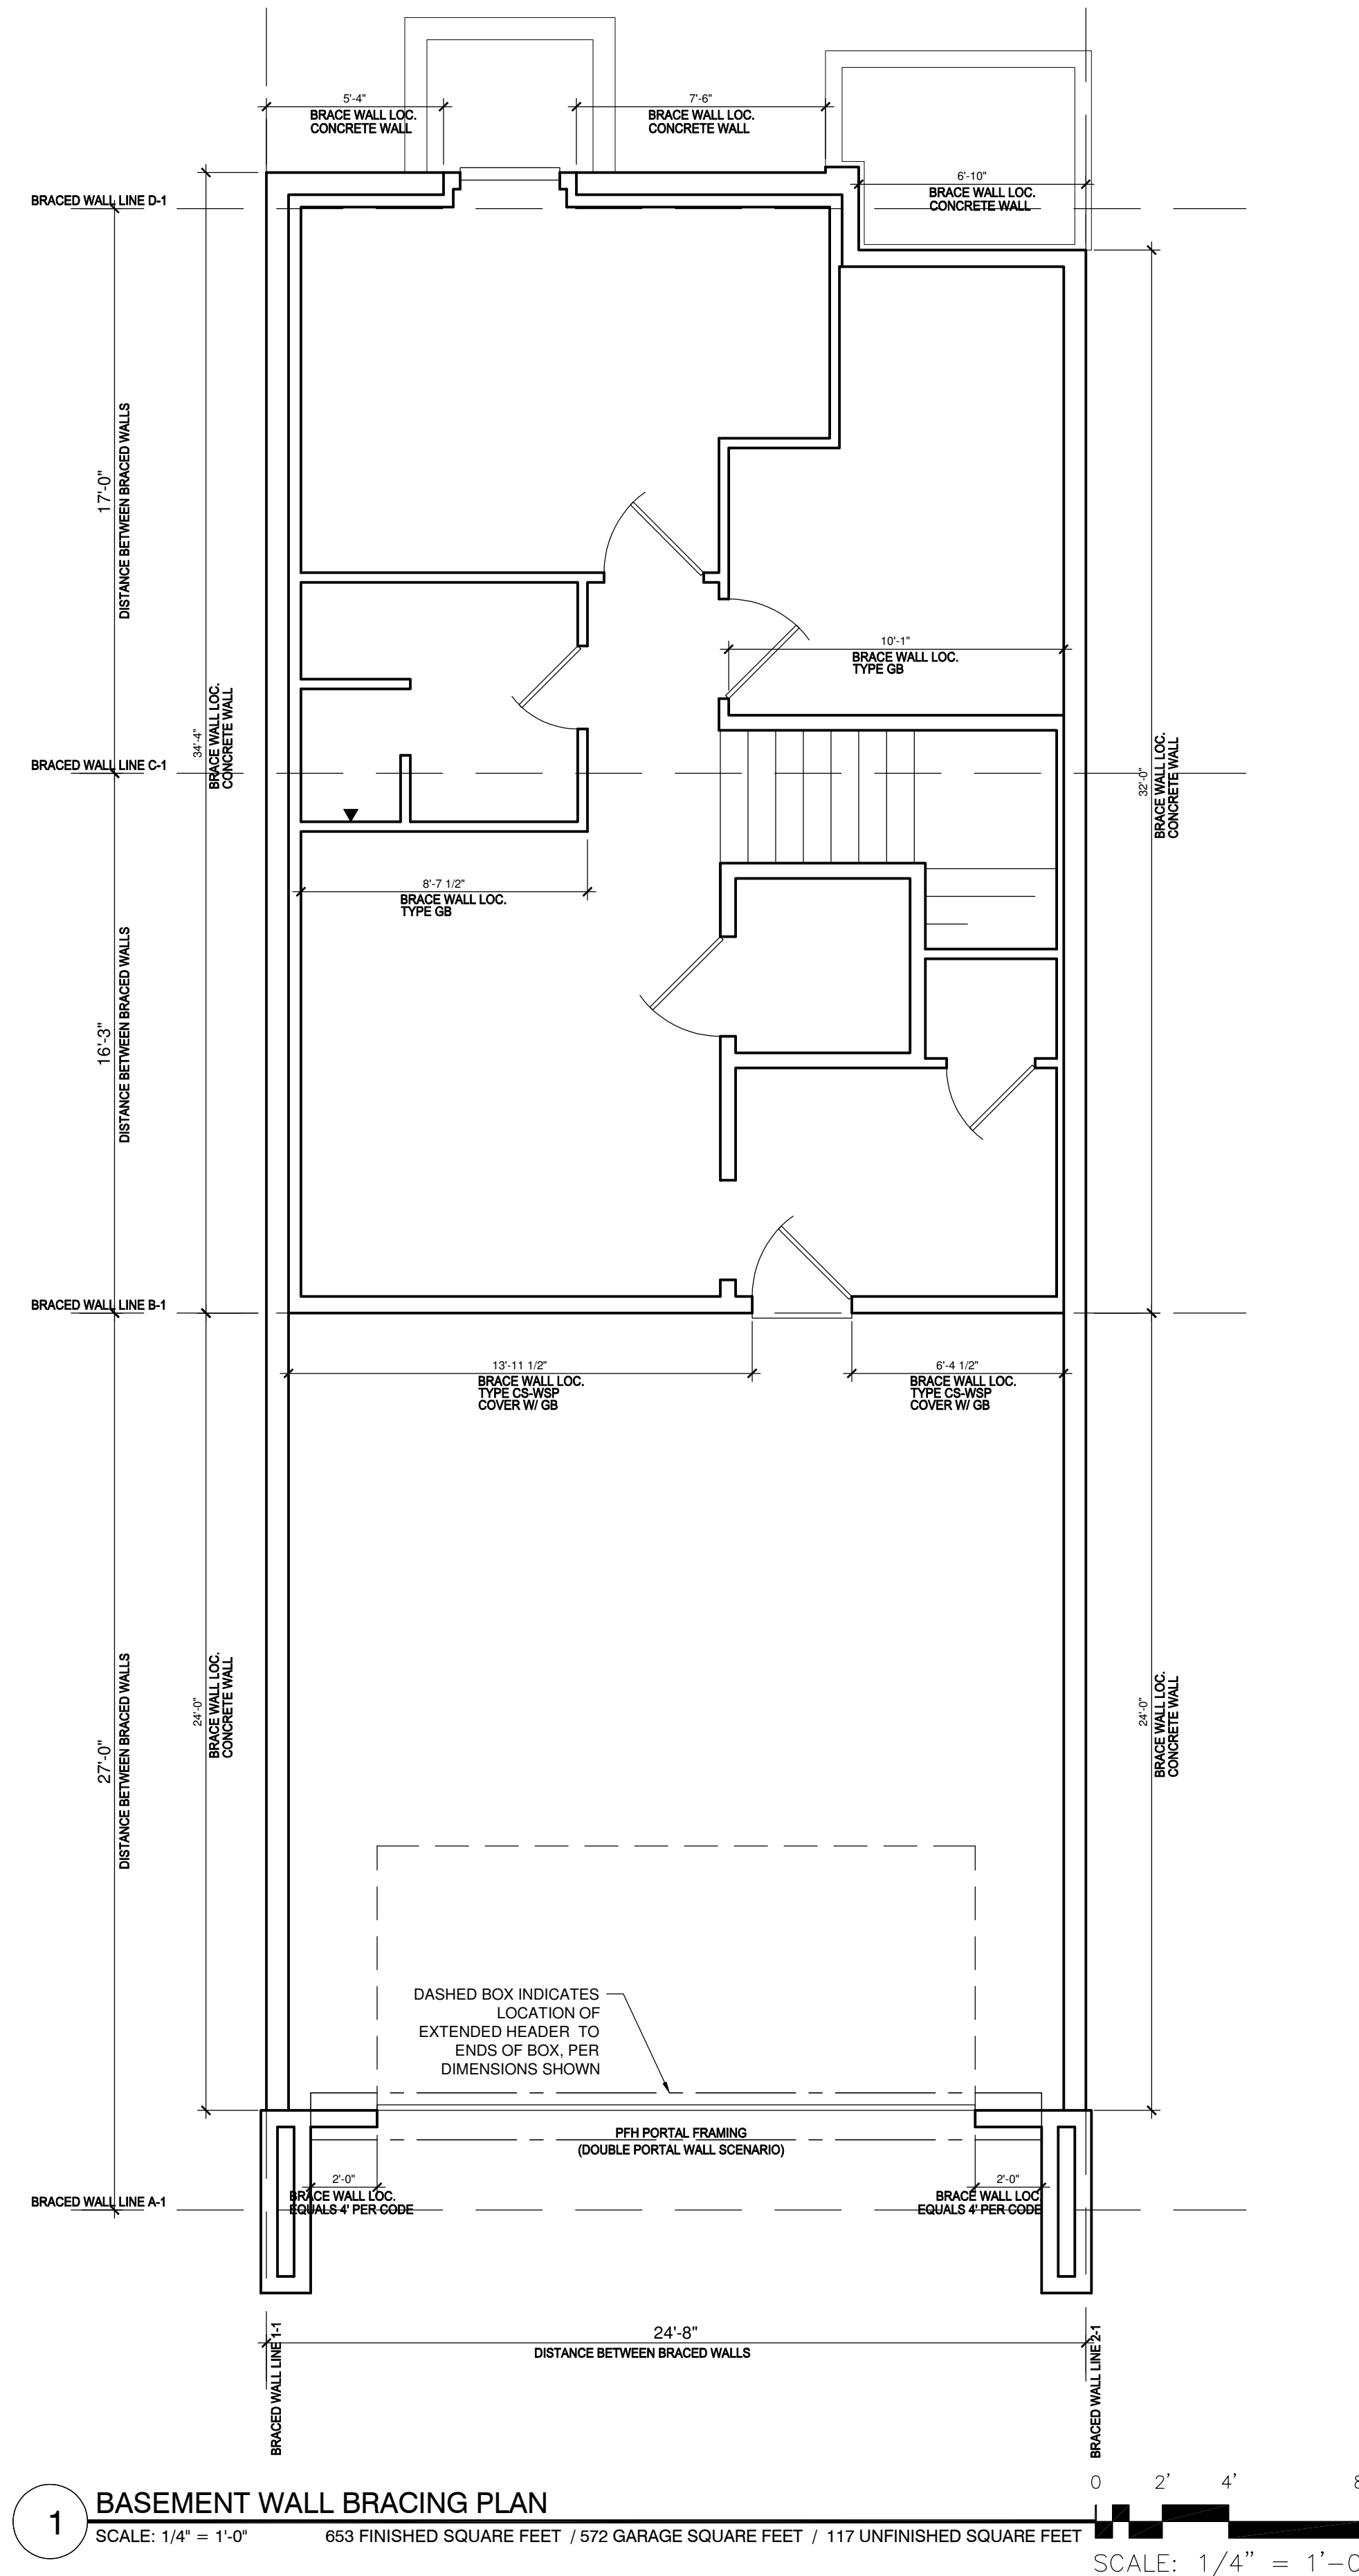 5'-4"
BRACE WALL LOC.
CONCRETE WALL
7'-6"
BRACE WALL LOC.
CONCRETE WALL
6'-10"
BRACE WALL LOC.
CONCRETE WALL
BRACED WALL LINE D-1
17'-0"
DISTANCE BETWEEN BRACED WALLS
34'-4"
BRACE WALL LOC.
CONCRETE WALL
10'-1"
BRACE WALL LOC.
TYPE GB
32'-0"
BRACE WALL LOC.
CONCRETE WALL
BRACED WALL LINE C-1
8'-7 1/2"
BRACE WALL LOC.
TYPE GB
16'-3"
DISTANCE BETWEEN BRACED WALLS
BRACED WALL LINE B-1
13'-11 1/2"
BRACE WALL LOC.
TYPE CS-WSP
COVER W/ GB
6'-4 1/2"
BRACE WALL LOC.
TYPE CS-WSP
COVER W/ GB
27'-0"
DISTANCE BETWEEN BRACED WALLS
24'-0"
BRACE WALL LOC.
CONCRETE WALL
24'-0"
BRACE WALL LOC.
CONCRETE WALL
DASHED BOX INDICATES
LOCATION OF
EXTENDED HEADER TO
ENDS OF BOX, PER
DIMENSIONS SHOWN
PFH PORTAL FRAMING
(DOUBLE PORTAL WALL SCENARIO)
2'-0"
BRACE WALL LOC.
EQUALS 4' PER CODE
2'-0"
BRACE WALL LOC.
EQUALS 4' PER CODE
BRACED WALL LINE A-1
24'-8"
DISTANCE BETWEEN BRACED WALLS
BRACED WALL LINE 1-1
BRACED WALL LINE 2-1
1
BASEMENT WALL BRACING PLAN
SCALE: 1/4" = 1'-0" 653 FINISHED SQUARE FEET / 572 GARAGE SQUARE FEET / 117 UNFINISHED SQUARE FEET
0 2' 4' 8
SCALE: 1/4" = 1'-0